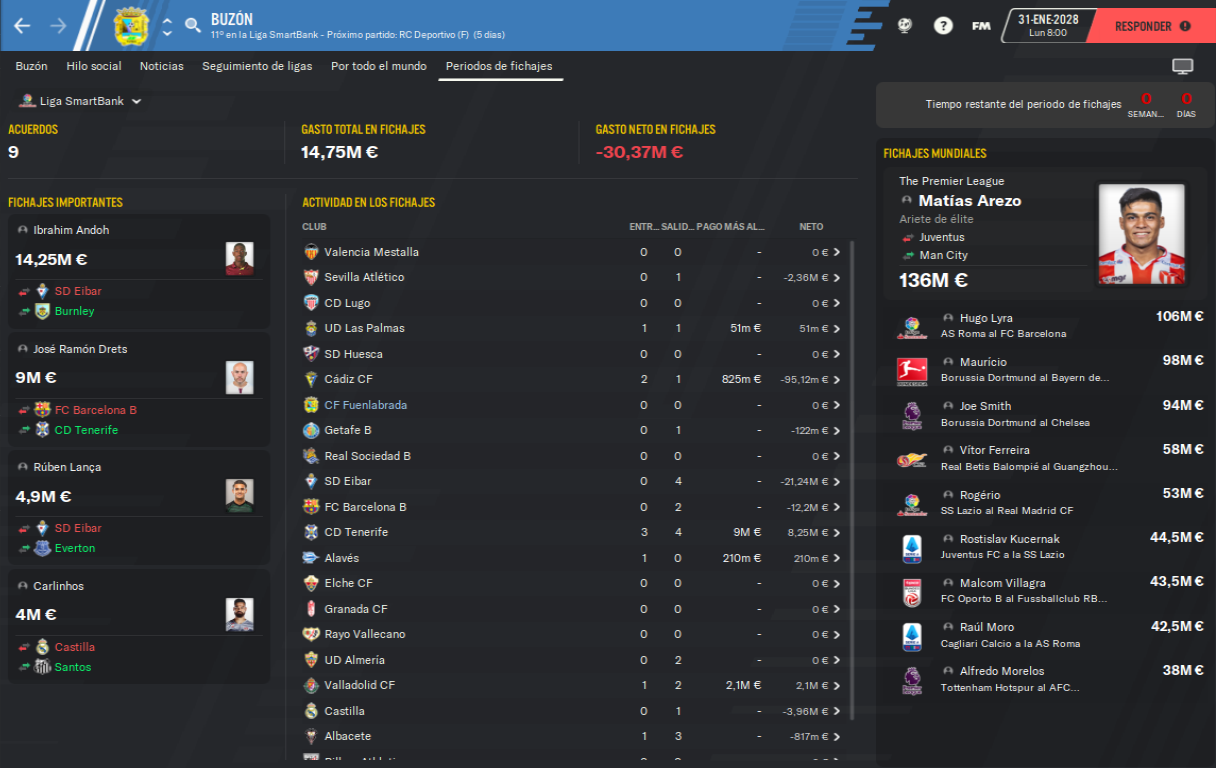 BUZÓN
11º en la Liga SmartBank - Próximo partido: RC Deportivo (F) (5 días)
?
FM
31-ENE-2028
Lun 8:00
RESPONDER
Buzón Hilo social Noticias Seguimiento de ligas Por todo el mundo Periodos de fichajes
Liga SmartBank
Tiempo restante del periodo de fichajes
0 SEMAN...
0 DÍAS
ACUERDOS
9
GASTO TOTAL EN FICHAJES
14,75M €
GASTO NETO EN FICHAJES
-30,37M €
FICHAJES IMPORTANTES
Ibrahim Andoh
14,25M €
SD Eibar
Burnley
José Ramón Drets
9M €
FC Barcelona B
CD Tenerife
Rúben Lança
4,9M €
SD Eibar
Everton
Carlinhos
4M €
Castilla
Santos
ACTIVIDAD EN LOS FICHAJES
CLUB ENTR... SALID... PAGO MÁS AL... NETO
Valencia Mestalla 0 0 - 0 €
Sevilla Atlético 0 1 - -2,36M €
CD Lugo 0 0 - 0 €
UD Las Palmas 1 1 51m € 51m €
SD Huesca 0 0 - 0 €
Cádiz CF 2 1 825m € -95,12m €
CF Fuenlabrada 0 0 - 0 €
Getafe B 0 1 - -122m €
Real Sociedad B 0 0 - 0 €
SD Eibar 0 4 - -21,24M €
FC Barcelona B 0 2 - -12,2M €
CD Tenerife 3 4 9M € 8,25M €
Alavés 1 0 210m € 210m €
Elche CF 0 0 - 0 €
Granada CF 0 0 - 0 €
Rayo Vallecano 0 0 - 0 €
UD Almería 0 2 - 0 €
Valladolid CF 1 2 2,1M € 2,1M €
Castilla 0 1 - -3,96M €
Albacete 1 3 - -817m €
FICHAJES MUNDIALES
The Premier League
Matías Arezo
Ariete de élite
Juventus
Man City
136M €
Hugo Lyra 106M €
AS Roma al FC Barcelona
Maurício 98M €
Borussia Dortmund al Bayern de...
Joe Smith 94M €
Borussia Dortmund al Chelsea
Vítor Ferreira 58M €
Real Betis Balompié al Guangzhou...
Rogério 53M €
SS Lazio al Real Madrid CF
Rostislav Kucernak 44,5M €
Juventus FC a la SS Lazio
Malcom Villagra 43,5M €
FC Oporto B al Fussballclub RB...
Raúl Moro 42,5M €
Cagliari Calcio a la AS Roma
Alfredo Morelos 38M €
Tottenham Hotspur al AFC...